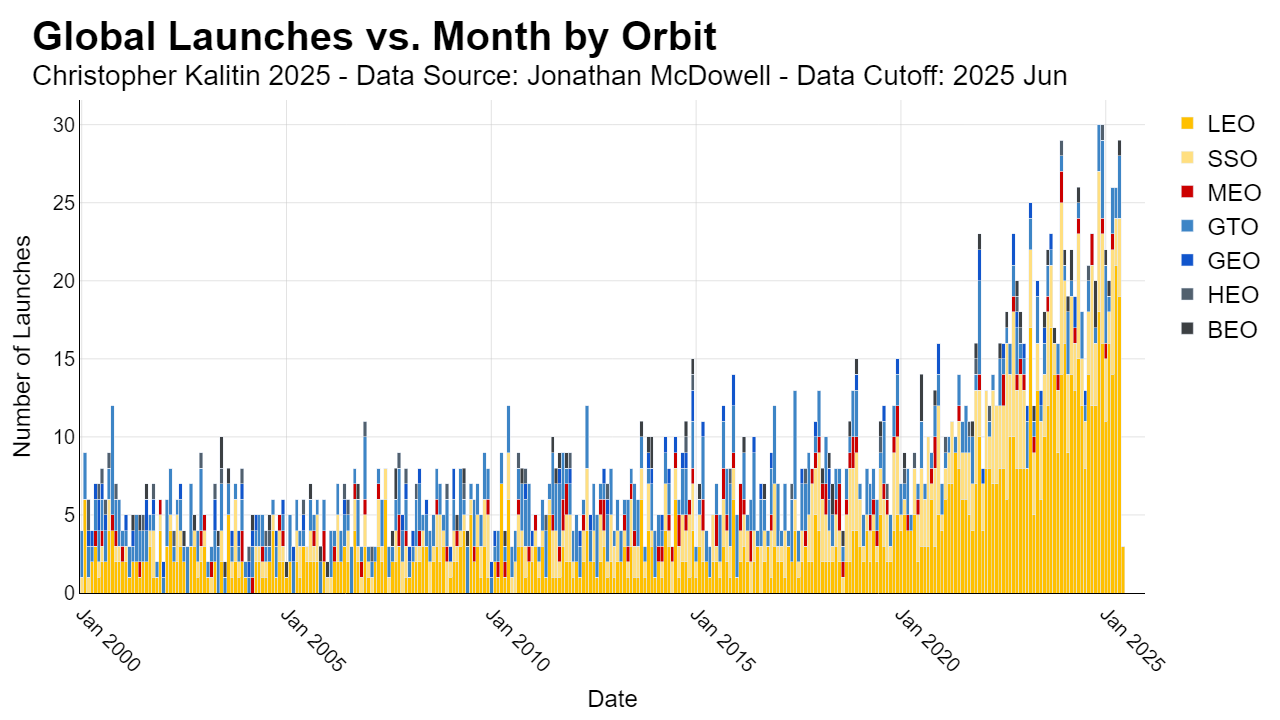 Global Launches vs. Month by Orbit
Christopher Kalitin 2025 - Data Source: Jonathan McDowell - Data Cutoff: 2025 Jun
Number of Launches
30
25
20
15
10
5
0
Jan 2000
Jan 2005
Jan 2010
Jan 2015
Jan 2020
Jan 2025
Date
LEO
SSO
MEO
GTO
GEO
HEO
BEO